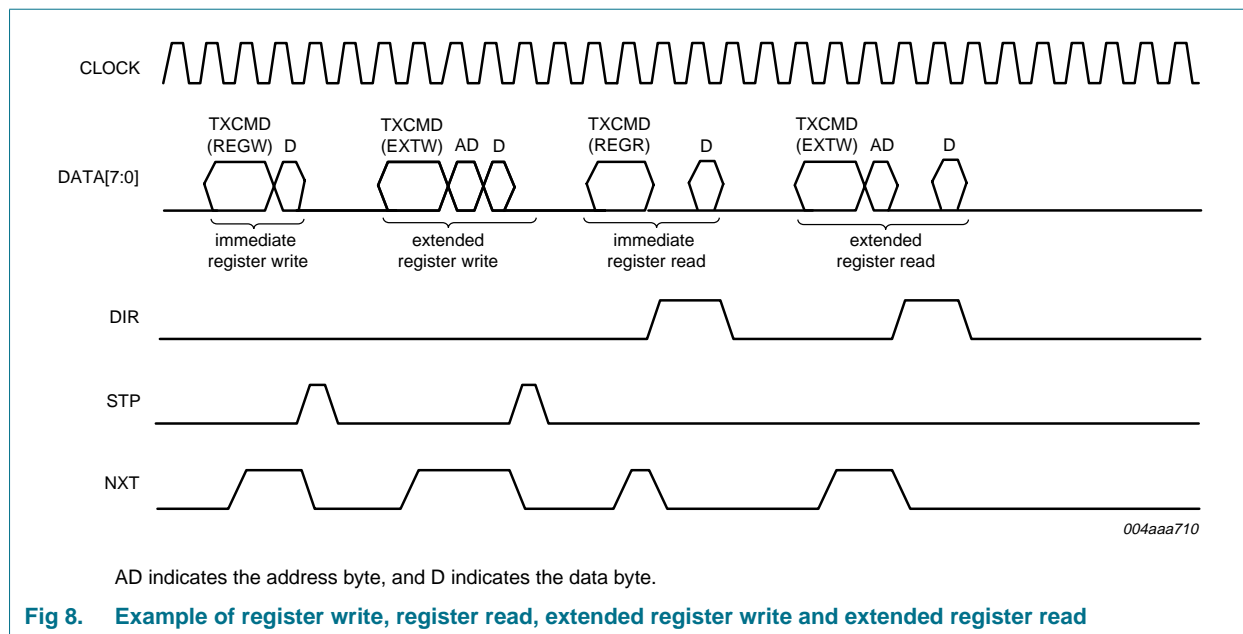 CLOCK
TXCMD
(REGW) D
TXCMD
(EXTW) AD D
TXCMD
(REGR) D
TXCMD
(EXTW) AD D
DATA[7:0]
immediate
register write
extended
register write
immediate
register read
extended
register read
DIR
STP
NXT
004aaa710
AD indicates the address byte, and D indicates the data byte.
Fig 8. Example of register write, register read, extended register write and extended register read